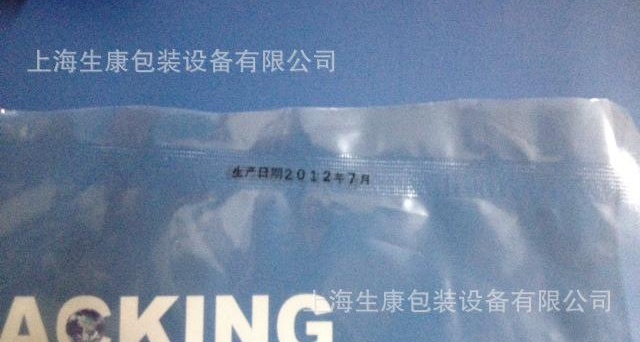 上海生康包装设备有限公司
生产日期2012年7月
上海生康包装设备有限公司
ACKING